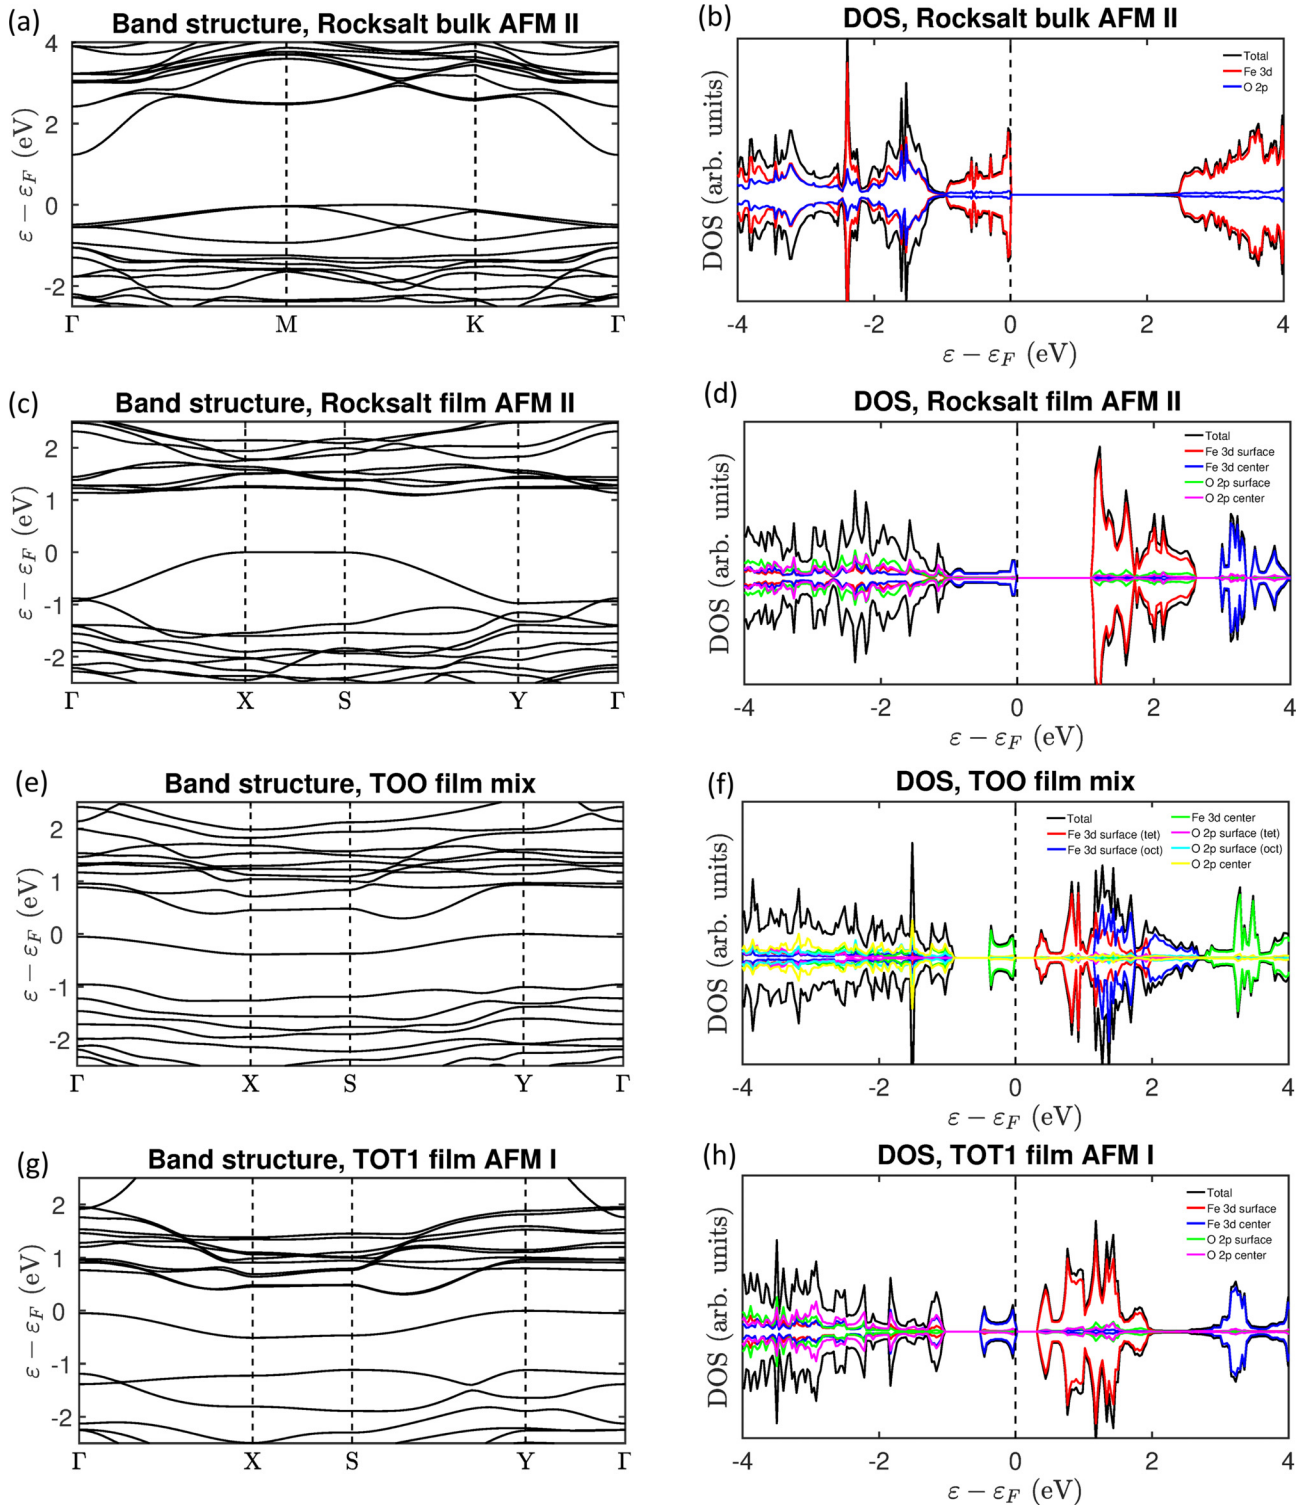 (a)
Band structure, Rocksalt bulk AFM II
4
2
0
-2
ε − ε_F (eV)
Γ M K Γ
(b)
DOS, Rocksalt bulk AFM II
DOS (arb. units)
Total
Fe 3d
O 2p
-4 -2 0 2 4
ε − ε_F (eV)
(c)
Band structure, Rocksalt film AFM II
2
1
0
-1
-2
ε − ε_F (eV)
Γ X S Y Γ
(d)
DOS, Rocksalt film AFM II
DOS (arb. units)
Total
Fe 3d surface
Fe 3d center
O 2p surface
O 2p center
-4 -2 0 2 4
ε − ε_F (eV)
(e)
Band structure, TOO film mix
2
1
0
-1
-2
ε − ε_F (eV)
Γ X S Y Γ
(f)
DOS, TOO film mix
DOS (arb. units)
Total
Fe 3d surface (tet)
Fe 3d surface (oct)
Fe 3d center
O 2p surface (tet)
O 2p surface (oct)
O 2p center
-4 -2 0 2 4
ε − ε_F (eV)
(g)
Band structure, TOT1 film AFM I
2
1
0
-1
-2
ε − ε_F (eV)
Γ X S Y Γ
(h)
DOS, TOT1 film AFM I
DOS (arb. units)
Total
Fe 3d surface
Fe 3d center
O 2p surface
O 2p center
-4 -2 0 2 4
ε − ε_F (eV)